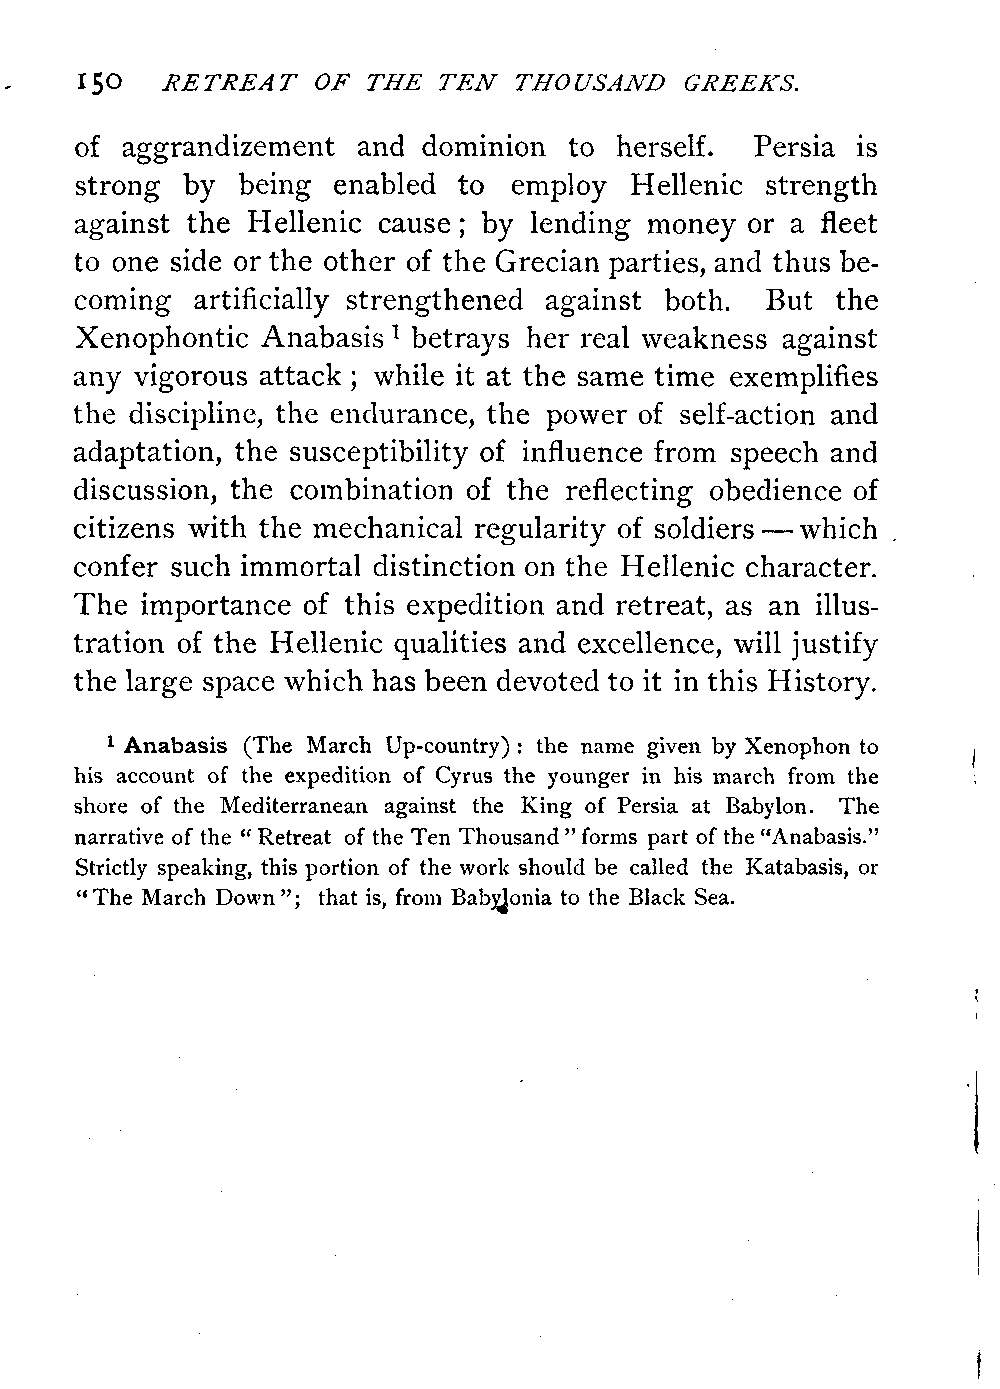 150 RETREAT OF THE TEN THOUSAND GREEKS.
of aggrandizement and dominion to herself. Persia is
strong by being enabled to employ Hellenic strength
against the Hellenic cause; by lending money or a fleet
to one side or the other of the Grecian parties, and thus be-
coming artificially strengthened against both. But the
Xenophontic Anabasis ¹ betrays her real weakness against
any vigorous attack; while it at the same time exemplifies
the discipline, the endurance, the power of self-action and
adaptation, the susceptibility of influence from speech and
discussion, the combination of the reflecting obedience of
citizens with the mechanical regularity of soldiers — which
confer such immortal distinction on the Hellenic character.
The importance of this expedition and retreat, as an illus-
tration of the Hellenic qualities and excellence, will justify
the large space which has been devoted to it in this History.
¹ Anabasis (The March Up-country): the name given by Xenophon to
his account of the expedition of Cyrus the younger in his march from the
shore of the Mediterranean against the King of Persia at Babylon. The
narrative of the "Retreat of the Ten Thousand" forms part of the "Anabasis."
Strictly speaking, this portion of the work should be called the Katabasis, or
"The March Down"; that is, from Babylonia to the Black Sea.